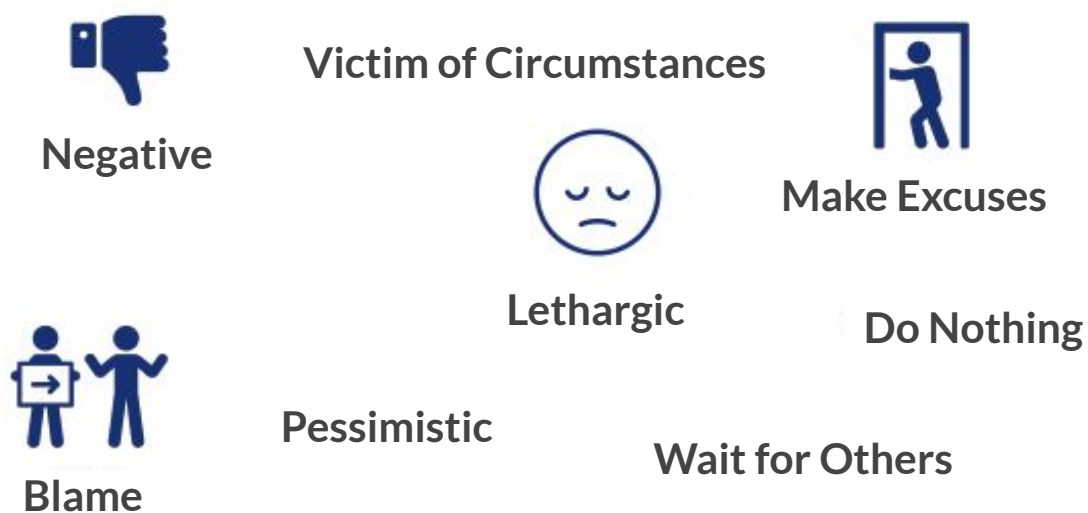 Victim of Circumstances
Negative
Make Excuses
Lethargic
Do Nothing
Pessimistic
Wait for Others
Blame